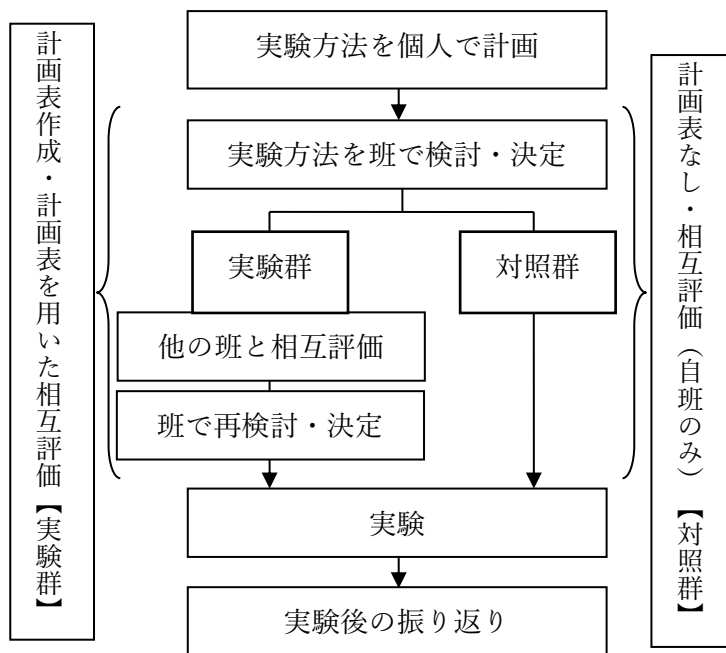 計画表作成・計画表を用いた相互評価【実験群】
実験方法を個人で計画
実験方法を班で検討・決定
実験群
対照群
他の班と相互評価
班で再検討・決定
実験
実験後の振り返り
計画表なし・相互評価（自班のみ）【対照群】